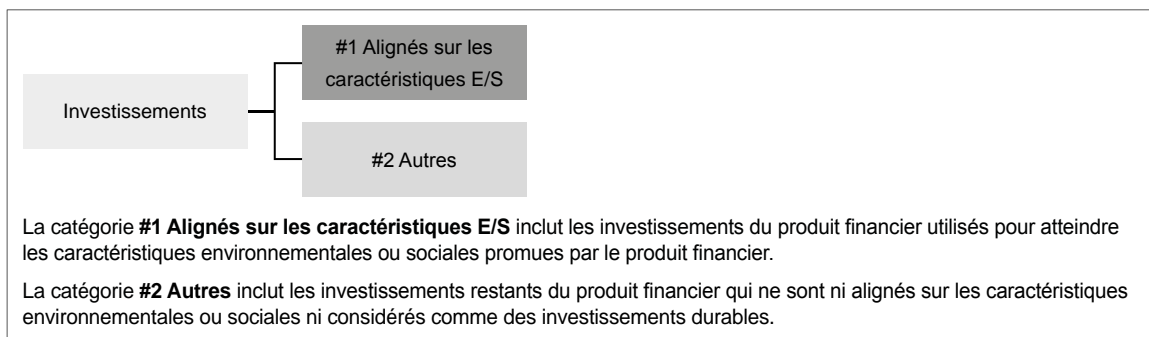 #1 Alignés sur les
caractéristiques E/S
Investissements
#2 Autres
La catégorie #1 Alignés sur les caractéristiques E/S inclut les investissements du produit financier utilisés pour atteindre
les caractéristiques environnementales ou sociales promues par le produit financier.
La catégorie #2 Autres inclut les investissements restants du produit financier qui ne sont ni alignés sur les caractéristiques
environnementales ou sociales ni considérés comme des investissements durables.